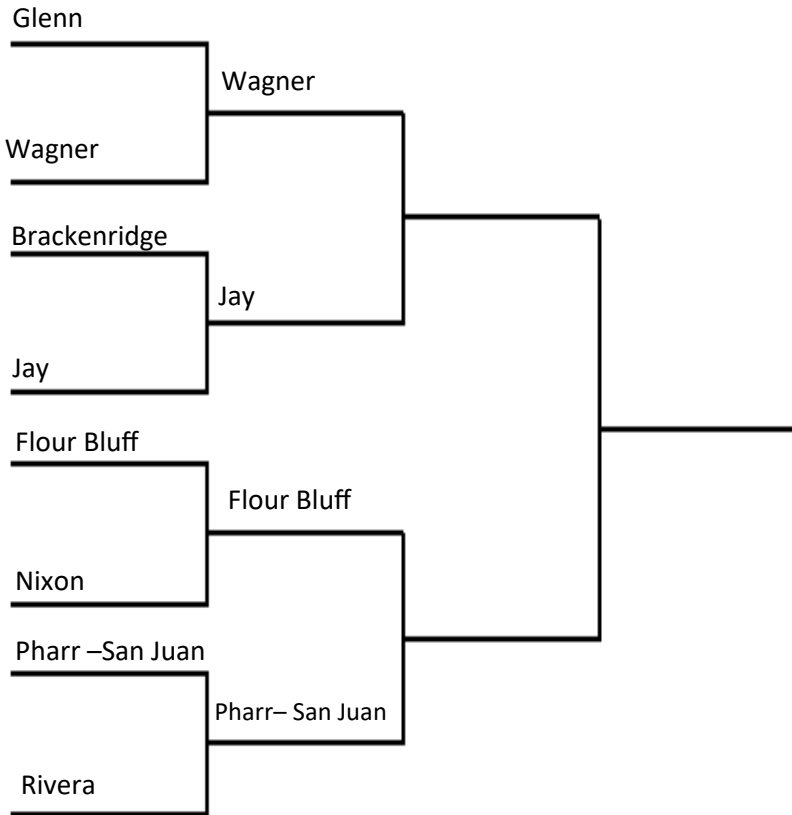 Glenn
Wagner
Wagner
Brackenridge
Jay
Jay
Flour Bluff
Flour Bluff
Nixon
Pharr –San Juan
Pharr– San Juan
Rivera